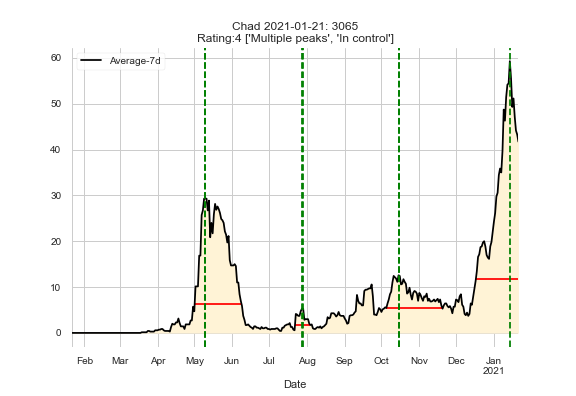 Chad 2021-01-21: 3065
Rating:4 ['Multiple peaks', 'In control']
Average-7d
60
50
40
30
20
10
0
Feb Mar Apr May Jun Jul Aug Sep Oct Nov Dec Jan
2021
Date